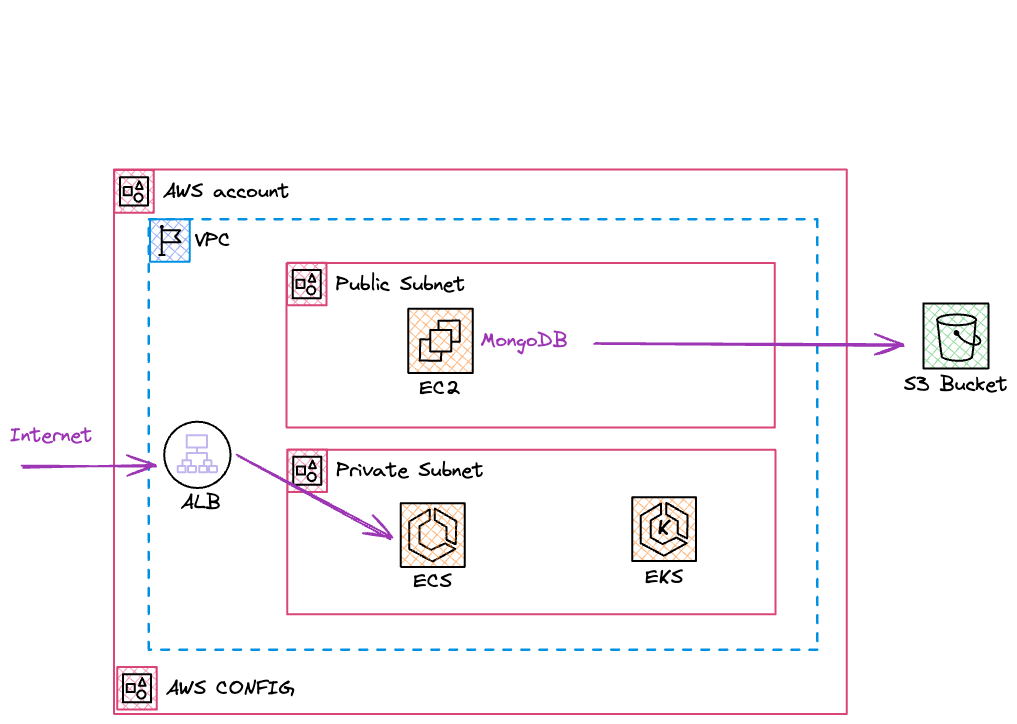 AWS account
VPC
Public Subnet
MongoDB
EC2
S3 Bucket
Internet
Private Subnet
ALB
ECS
K
EKS
AWS CONFIG